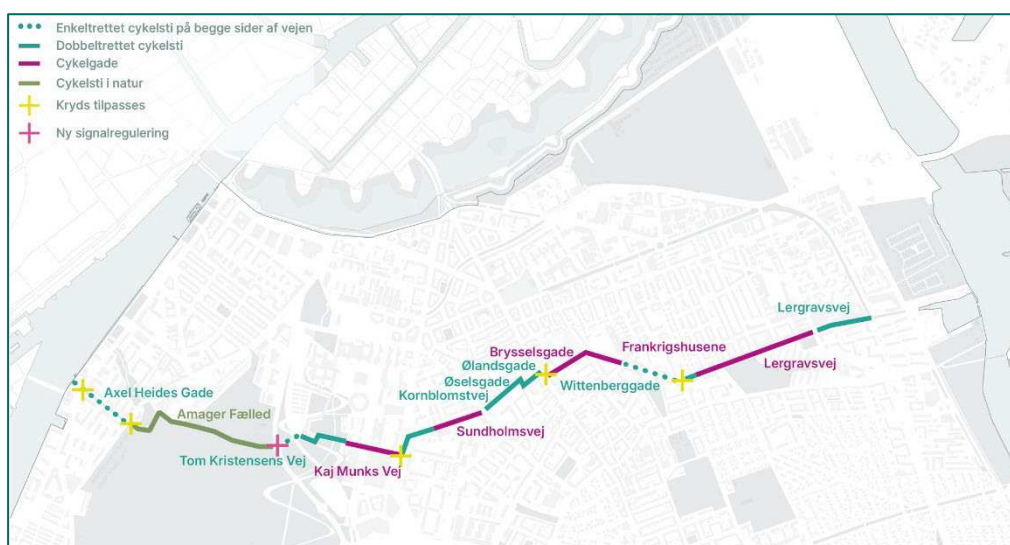 Enkeltrettet cykelsti på begge sider af vejen
Dobbeltrettet cykelsti
Cykelgade
Cykelsti i natur
Kryds tilpasses
Ny signalregulering
Axel Heides Gade
Amager Fælled
Tom Kristensens Vej
Kaj Munks Vej
Sundholmsvej
Kornblomstvej
Øselsgade
Ølandsgade
Brysselsgade
Wittenberggade
Frankrigshusene
Lergravsvej
Lergravsvej